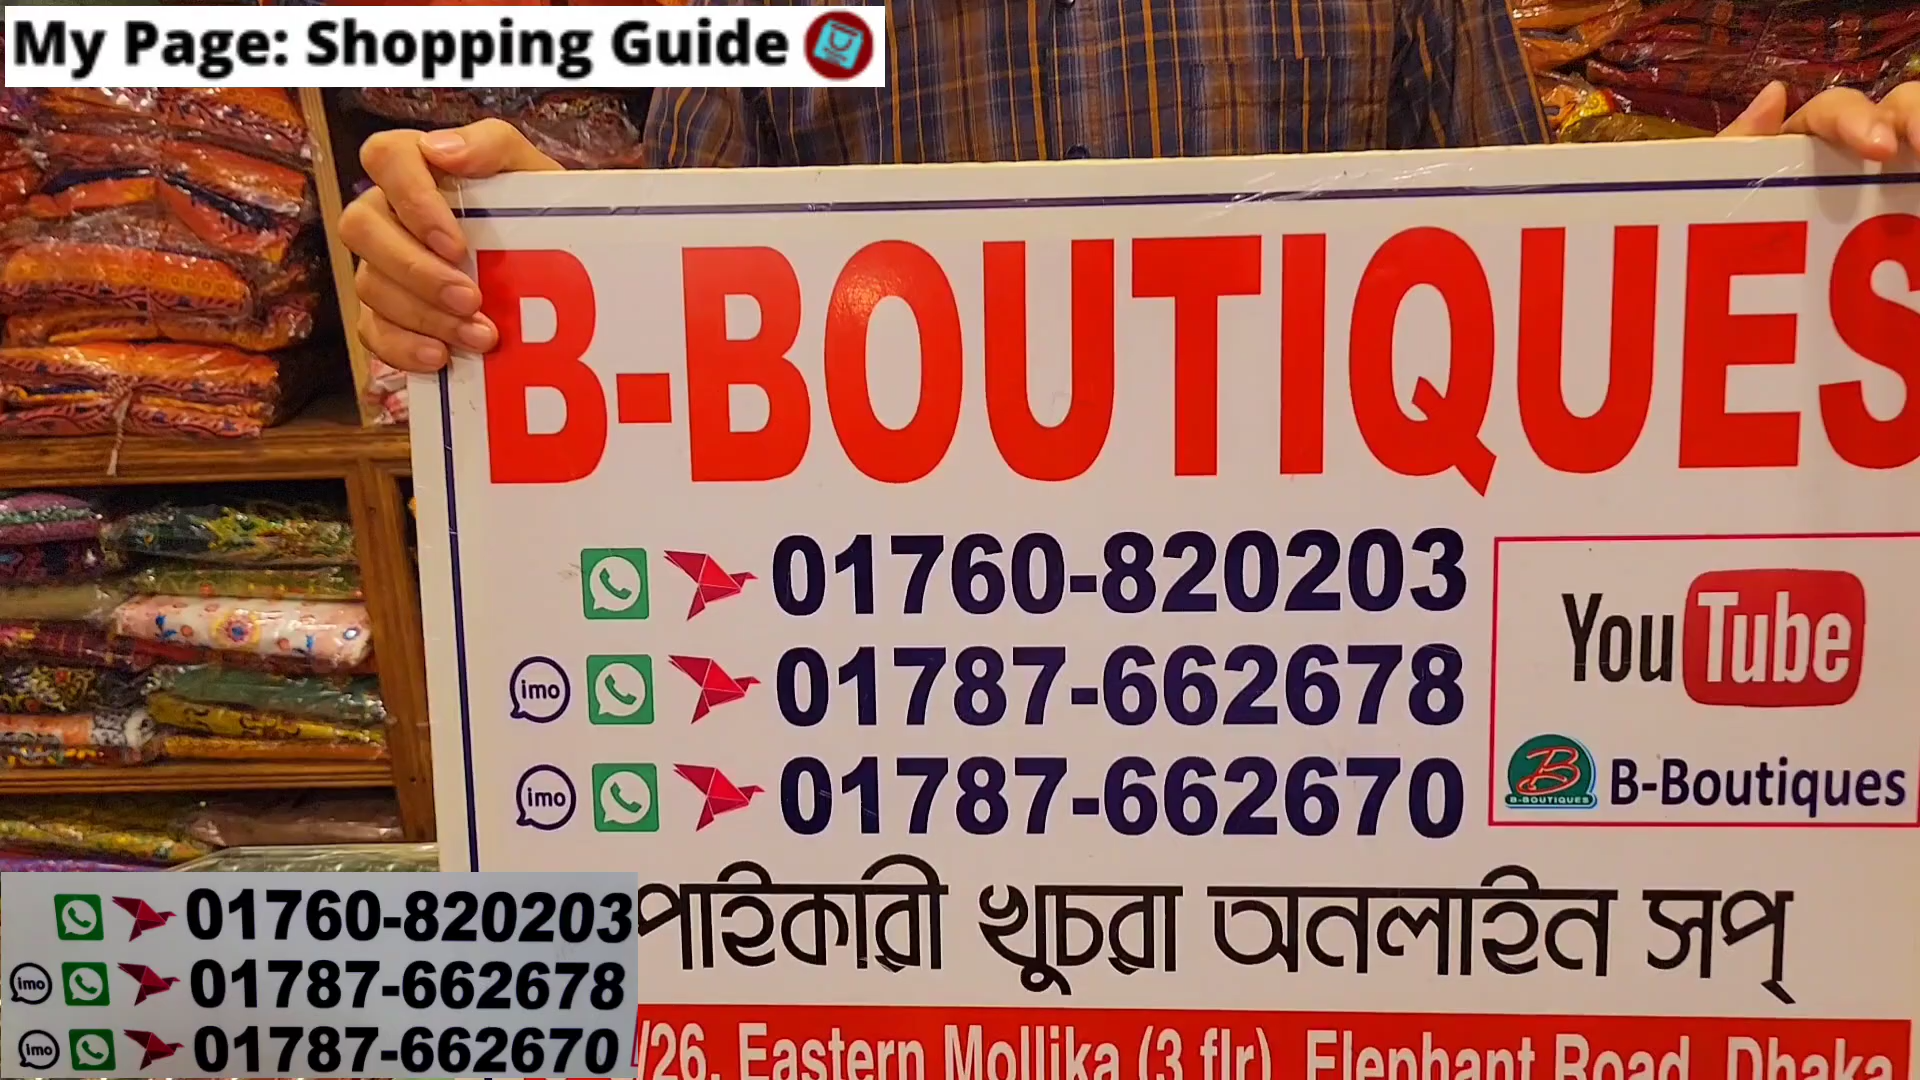 My Page: Shopping Guide
B-BOUTIQUES
01760-820203
imo 01787-662678
imo 01787-662670
YouTube
B-BOUTIQUES
B-Boutiques
পাইকারী খুচরা অনলাইন সপ্
/26, Eastern Mollika (3 flr), Elephant Road, Dhaka
01760-820203
imo 01787-662678
imo 01787-662670